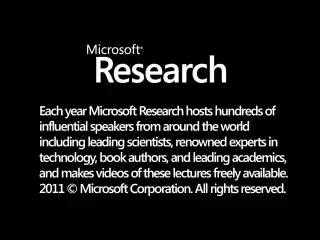 Microsoft®
Research
Each year Microsoft Research hosts hundreds of
influential speakers from around the world
including leading scientists, renowned experts in
technology, book authors, and leading academics,
and makes videos of these lectures freely available.
2011 © Microsoft Corporation. All rights reserved.